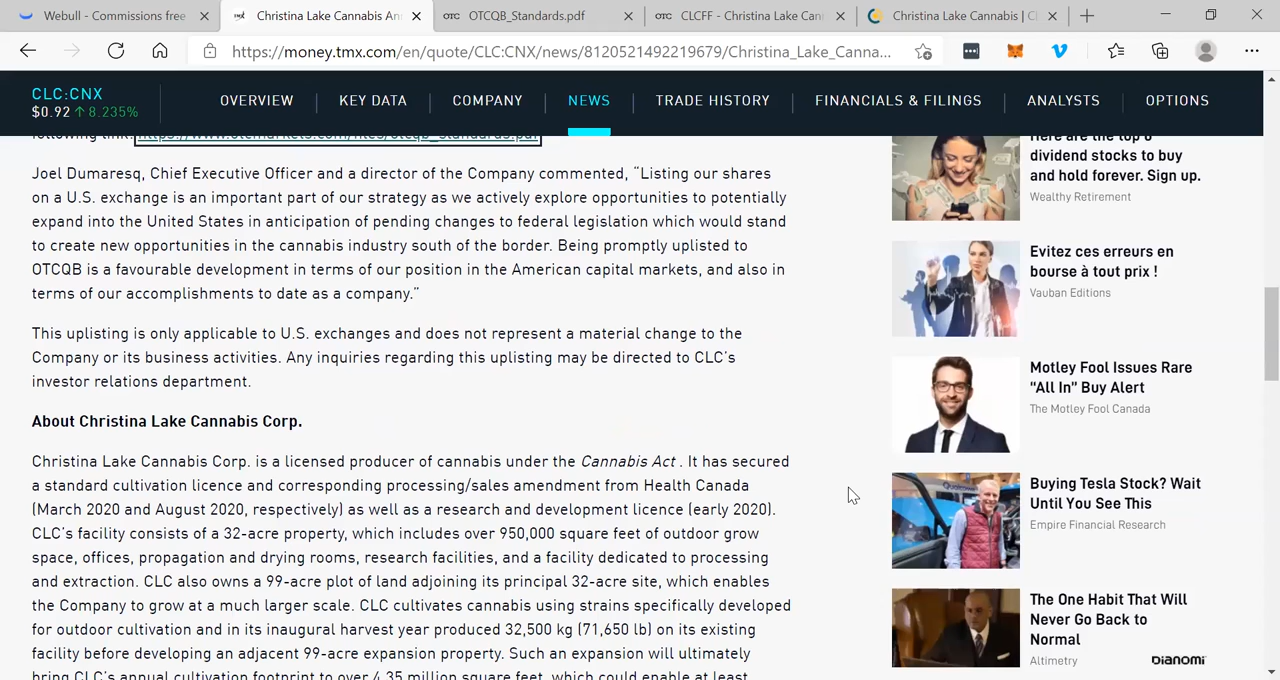 Webull - Commissions free
Christina Lake Cannabis An
OTC OTCQB_Standards.pdf
OTC CLCFF - Christina Lake Can
Christina Lake Cannabis | C
https://money.tmx.com/en/quote/CLC:CNX/news/8120521492219679/Christina_Lake_Canna...
CLC:CNX
$0.92 ↑ 8.235%
OVERVIEW
KEY DATA
COMPANY
NEWS
TRADE HISTORY
FINANCIALS & FILINGS
ANALYSTS
OPTIONS
following link: https://www.otcmarkets.com/files/otcqb_standards.pdf
Joel Dumaresq, Chief Executive Officer and a director of the Company commented, “Listing our shares
on a U.S. exchange is an important part of our strategy as we actively explore opportunities to potentially
expand into the United States in anticipation of pending changes to federal legislation which would stand
to create new opportunities in the cannabis industry south of the border. Being promptly uplisted to
OTCQB is a favourable development in terms of our position in the American capital markets, and also in
terms of our accomplishments to date as a company.”
This uplisting is only applicable to U.S. exchanges and does not represent a material change to the
Company or its business activities. Any inquiries regarding this uplisting may be directed to CLC’s
investor relations department.
About Christina Lake Cannabis Corp.
Christina Lake Cannabis Corp. is a licensed producer of cannabis under the Cannabis Act . It has secured
a standard cultivation licence and corresponding processing/sales amendment from Health Canada
(March 2020 and August 2020, respectively) as well as a research and development licence (early 2020).
CLC’s facility consists of a 32-acre property, which includes over 950,000 square feet of outdoor grow
space, offices, propagation and drying rooms, research facilities, and a facility dedicated to processing
and extraction. CLC also owns a 99-acre plot of land adjoining its principal 32-acre site, which enables
the Company to grow at a much larger scale. CLC cultivates cannabis using strains specifically developed
for outdoor cultivation and in its inaugural harvest year produced 32,500 kg (71,650 lb) on its existing
facility before developing an adjacent 99-acre expansion property. Such an expansion will ultimately
bring CLC’s annual cultivation footprint to over 4.35 million square feet, which could enable at least
Here are the top 6
dividend stocks to buy
and hold forever. Sign up.
Wealthy Retirement
Evitez ces erreurs en
bourse à tout prix !
Vauban Editions
Motley Fool Issues Rare
“All In” Buy Alert
The Motley Fool Canada
Buying Tesla Stock? Wait
Until You See This
Empire Financial Research
The One Habit That Will
Never Go Back to
Normal
Altimetry
Dianomi